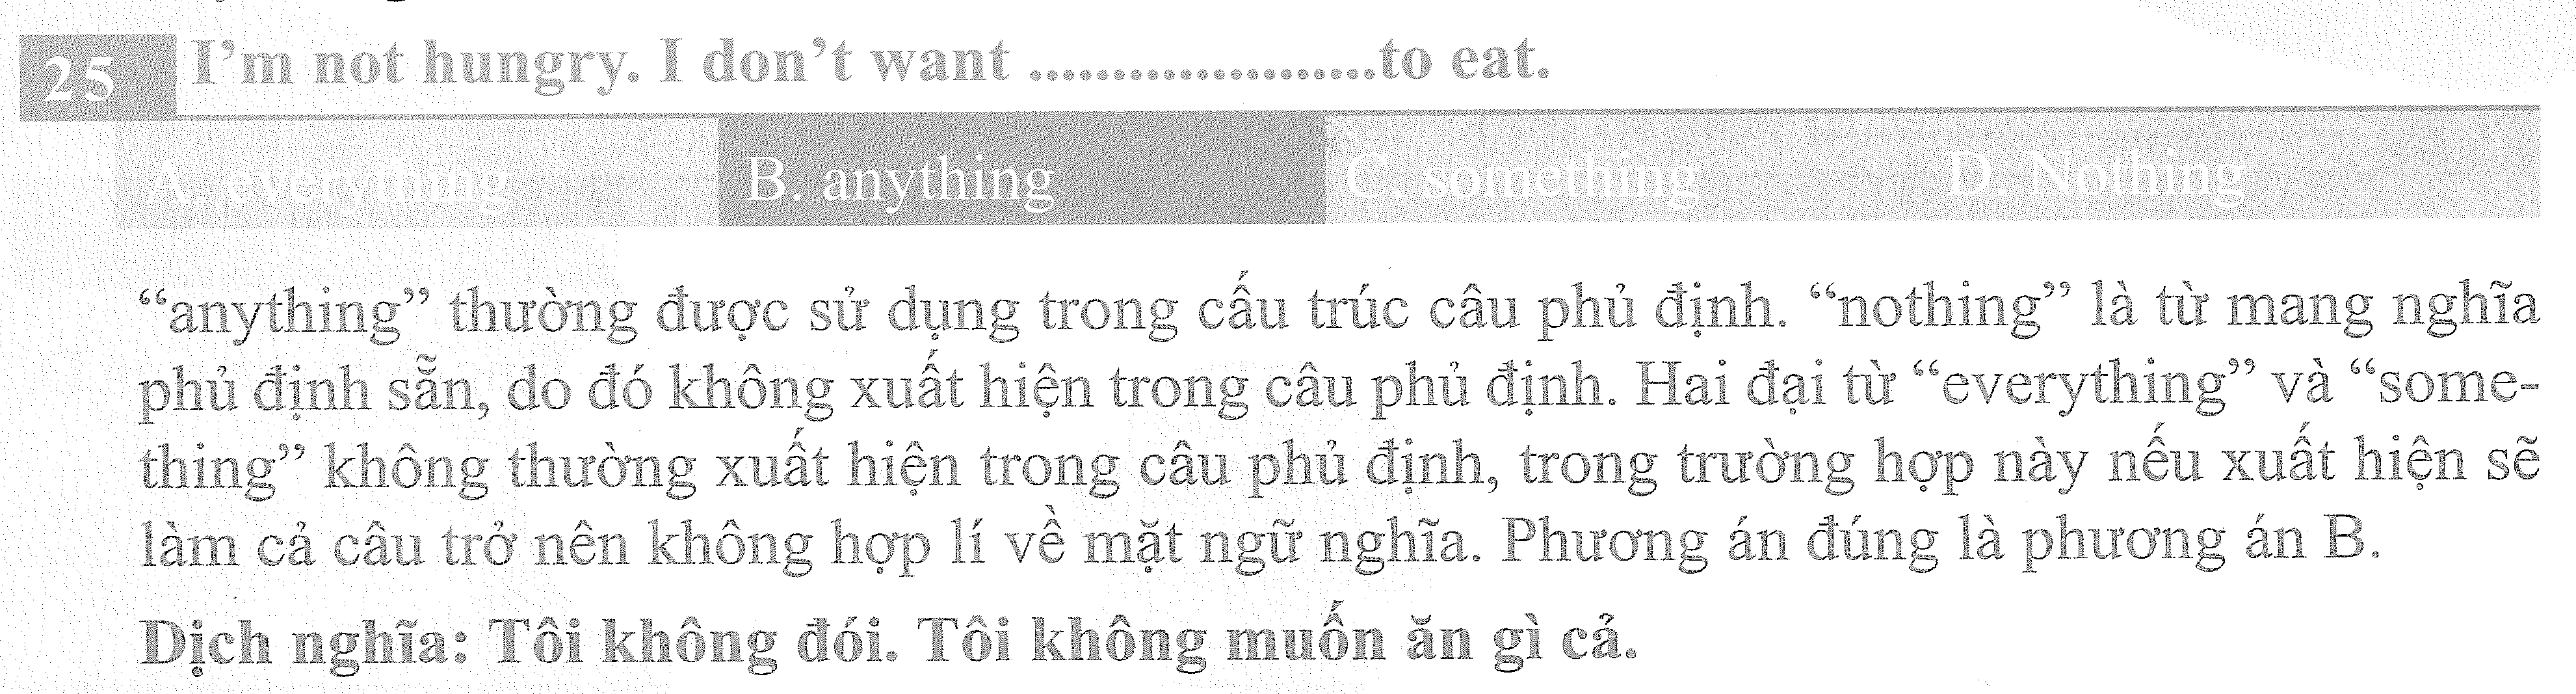 25 I'm not hungry. I don't want .....................to eat.
A. everything B. anything C. something D. Nothing
“anything” thường được sử dụng trong cấu trúc câu phủ định. “nothing” là từ mang nghĩa
phủ định sẵn, do đó không xuất hiện trong câu phủ định. Hai đại từ “everything” và “some-
thing” không thường xuất hiện trong câu phủ định, trong trường hợp này nếu xuất hiện sẽ
làm cả câu trở nên không hợp lí về mặt ngữ nghĩa. Phương án đúng là phương án B.
Dịch nghĩa: Tôi không đói. Tôi không muốn ăn gì cả.